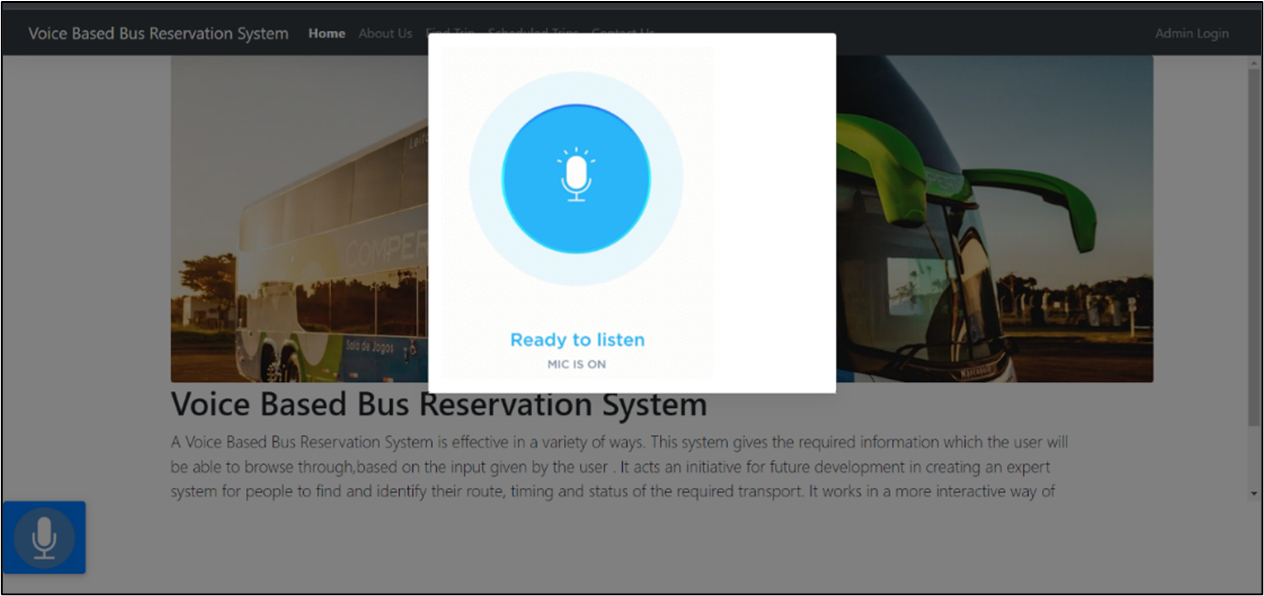 Voice Based Bus Reservation System Home About Us Find Trip Scheduled Trips Contact Us Admin Login
COMPER
Sala de Jogos
Ready to listen
MIC IS ON
Voice Based Bus Reservation System
A Voice Based Bus Reservation System is effective in a variety of ways. This system gives the required information which the user will
be able to browse through,based on the input given by the user . It acts an initiative for future development in creating an expert
system for people to find and identify their route, timing and status of the required transport. It works in a more interactive way of